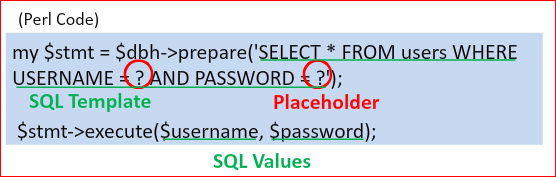 (Perl Code)
my $stmt = $dbh->prepare('SELECT * FROM users WHERE
USERNAME = ? AND PASSWORD = ?');
SQL Template Placeholder
$stmt->execute($username, $password);
SQL Values